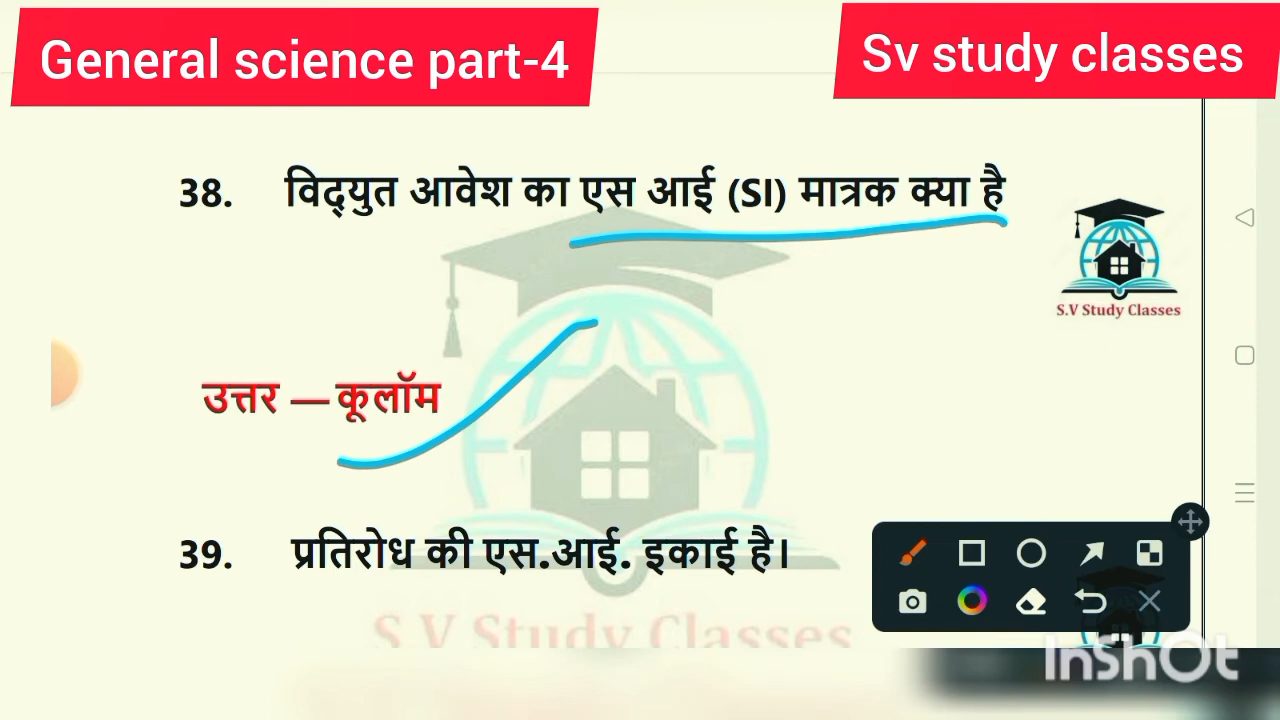 General science part-4
Sv study classes
38. विद्युत आवेश का एस आई (SI) मात्रक क्या है
S.V Study Classes
उत्तर — कूलॉम
39. प्रतिरोध की एस.आई. इकाई है।
S.V Study Classes
InShOt